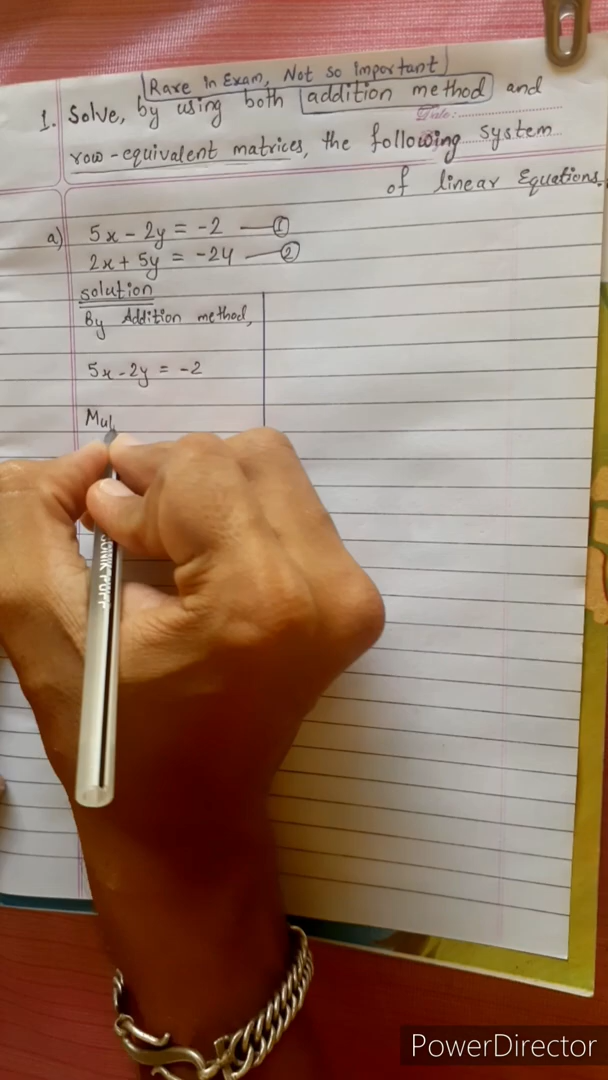 Rare in Exam, Not so important
1. Solve, by using both addition method and
Date:
row-equivalent matrices, the following system
of linear Equations.
a) 5x - 2y = -2 — ①
2x + 5y = -24 — ②
solution
By Addition method,
5x - 2y = -2
Mul
PowerDirector